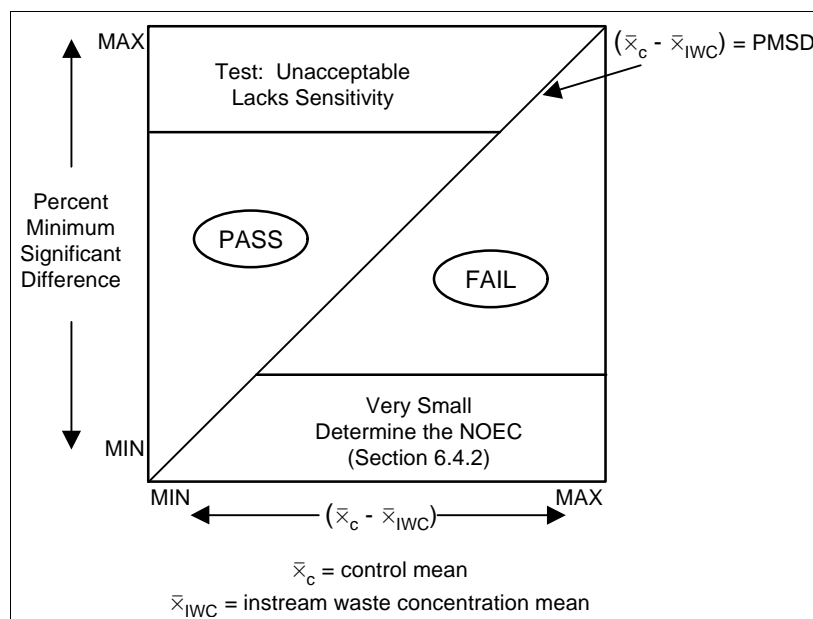 MAX
(x̄c - x̄IWC) = PMSD
Test: Unacceptable
Lacks Sensitivity
Percent
Minimum
Significant
Difference
PASS
FAIL
Very Small
Determine the NOEC
(Section 6.4.2)
MIN
MIN
MAX
(x̄c - x̄IWC)
x̄c = control mean
x̄IWC = instream waste concentration mean